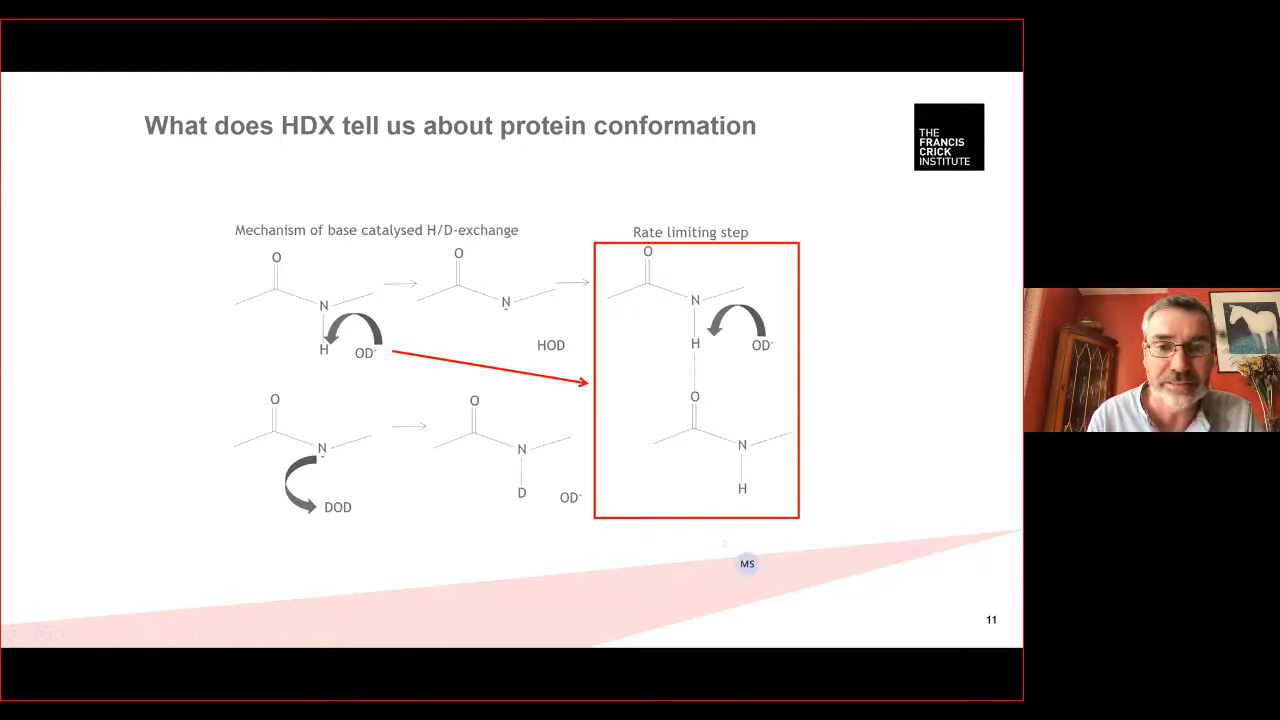 What does HDX tell us about protein conformation
THE
FRANCIS
CRICK
INSTITUTE
Mechanism of base catalysed H/D-exchange
Rate limiting step
O
O
O
N
N
-
N
H
OD-
HOD
H
OD-
O
O
O
N
-
N
N
DOD
D
OD-
H
MS
11